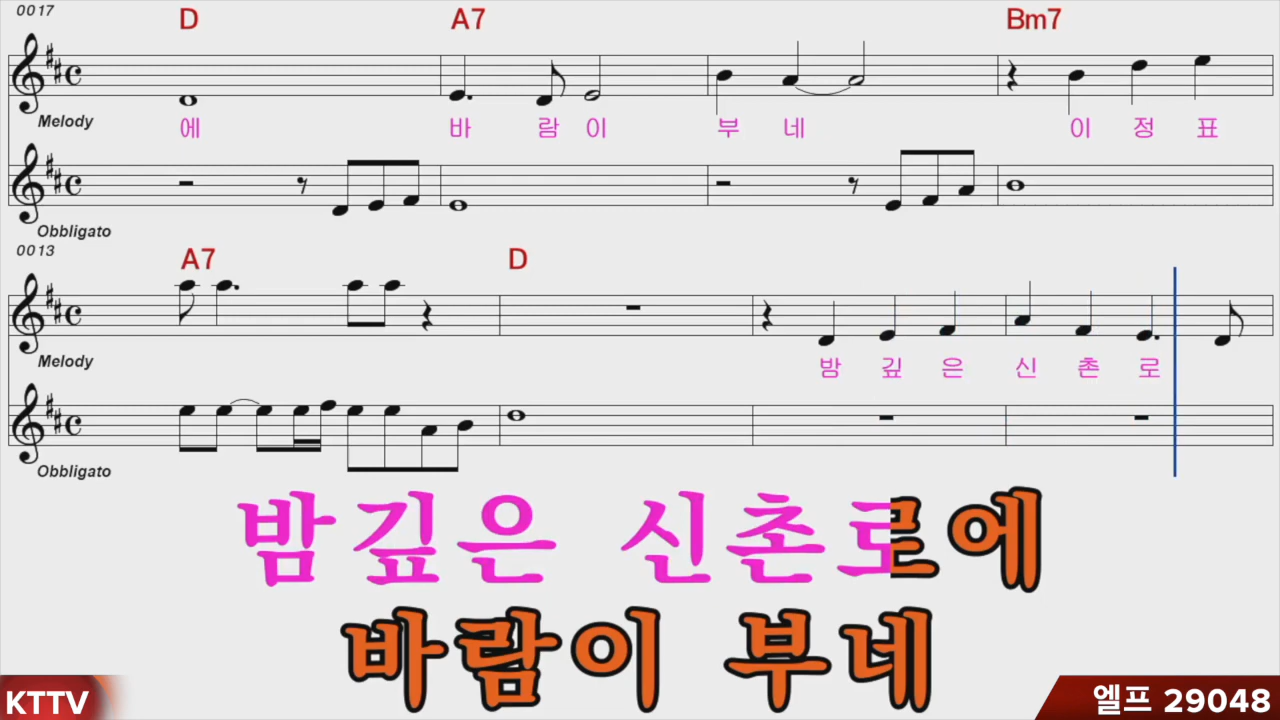 0017
D A7 Bm7
Melody
에 바 람 이 부 네 이 정 표
Obbligato
0013
A7 D
Melody
밤 깊 은 신 촌 로
Obbligato
밤깊은 신촌로에
바람이 부네
KTTV
엘프 29048